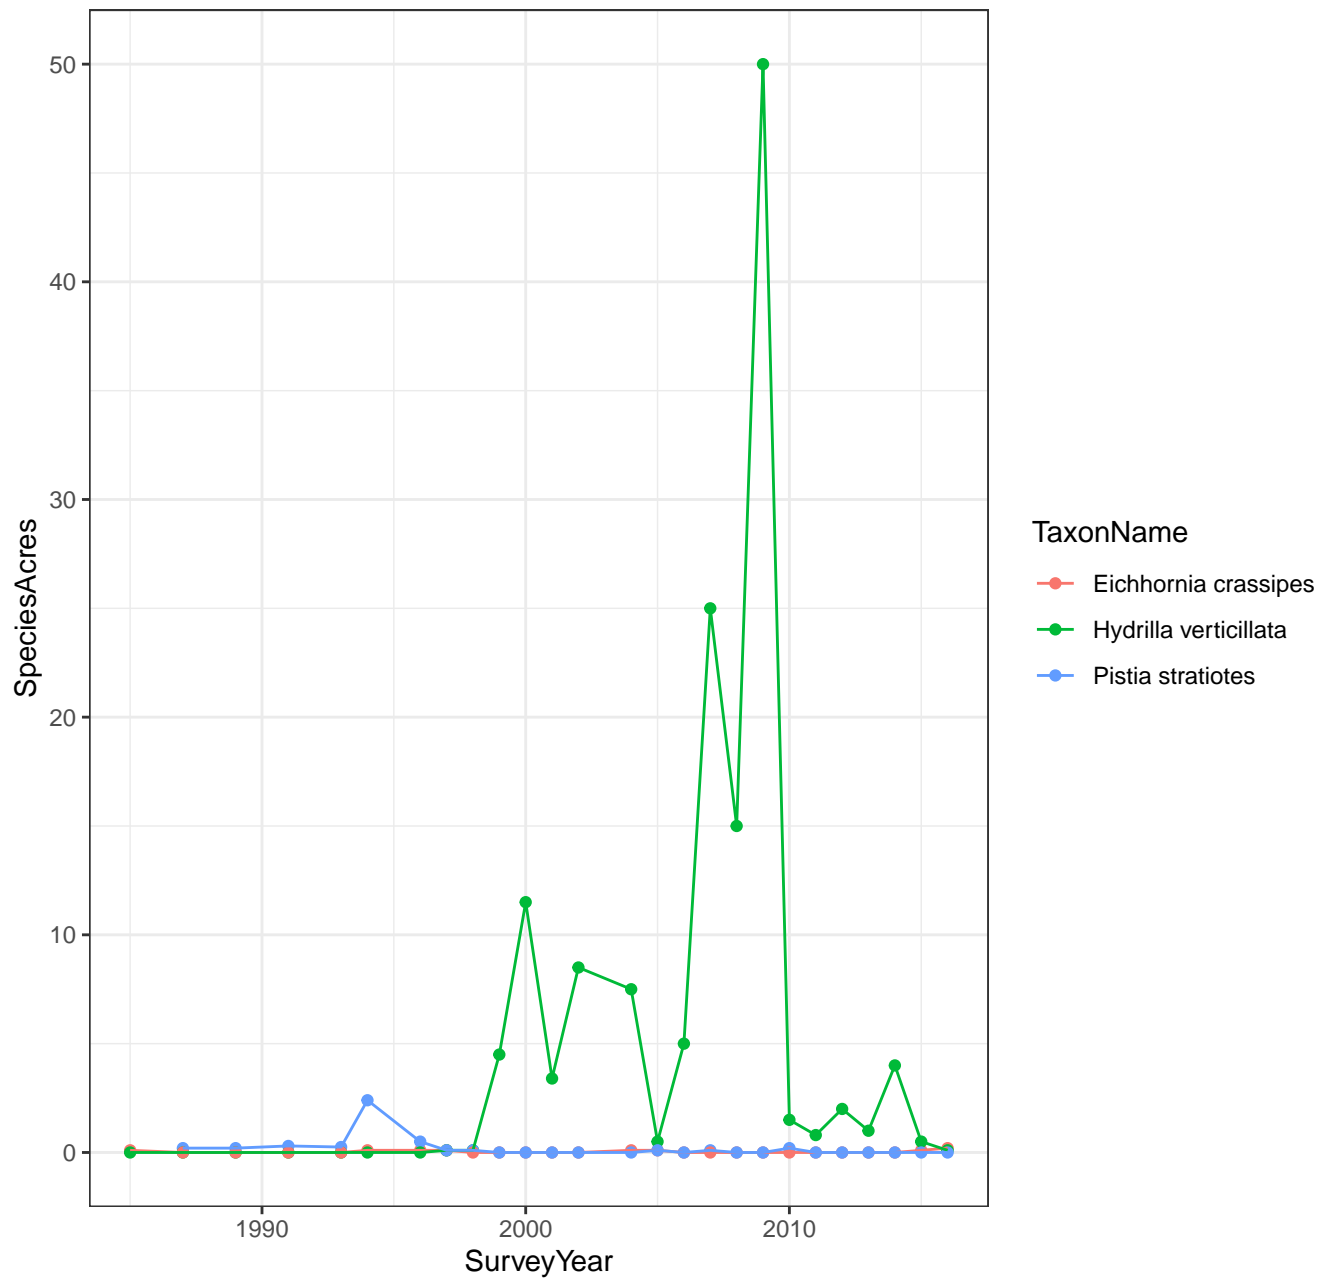 50
40
30
20
10
0
SpeciesAcres
1990
2000
2010
SurveyYear
TaxonName
Eichhornia crassipes
Hydrilla verticillata
Pistia stratiotes